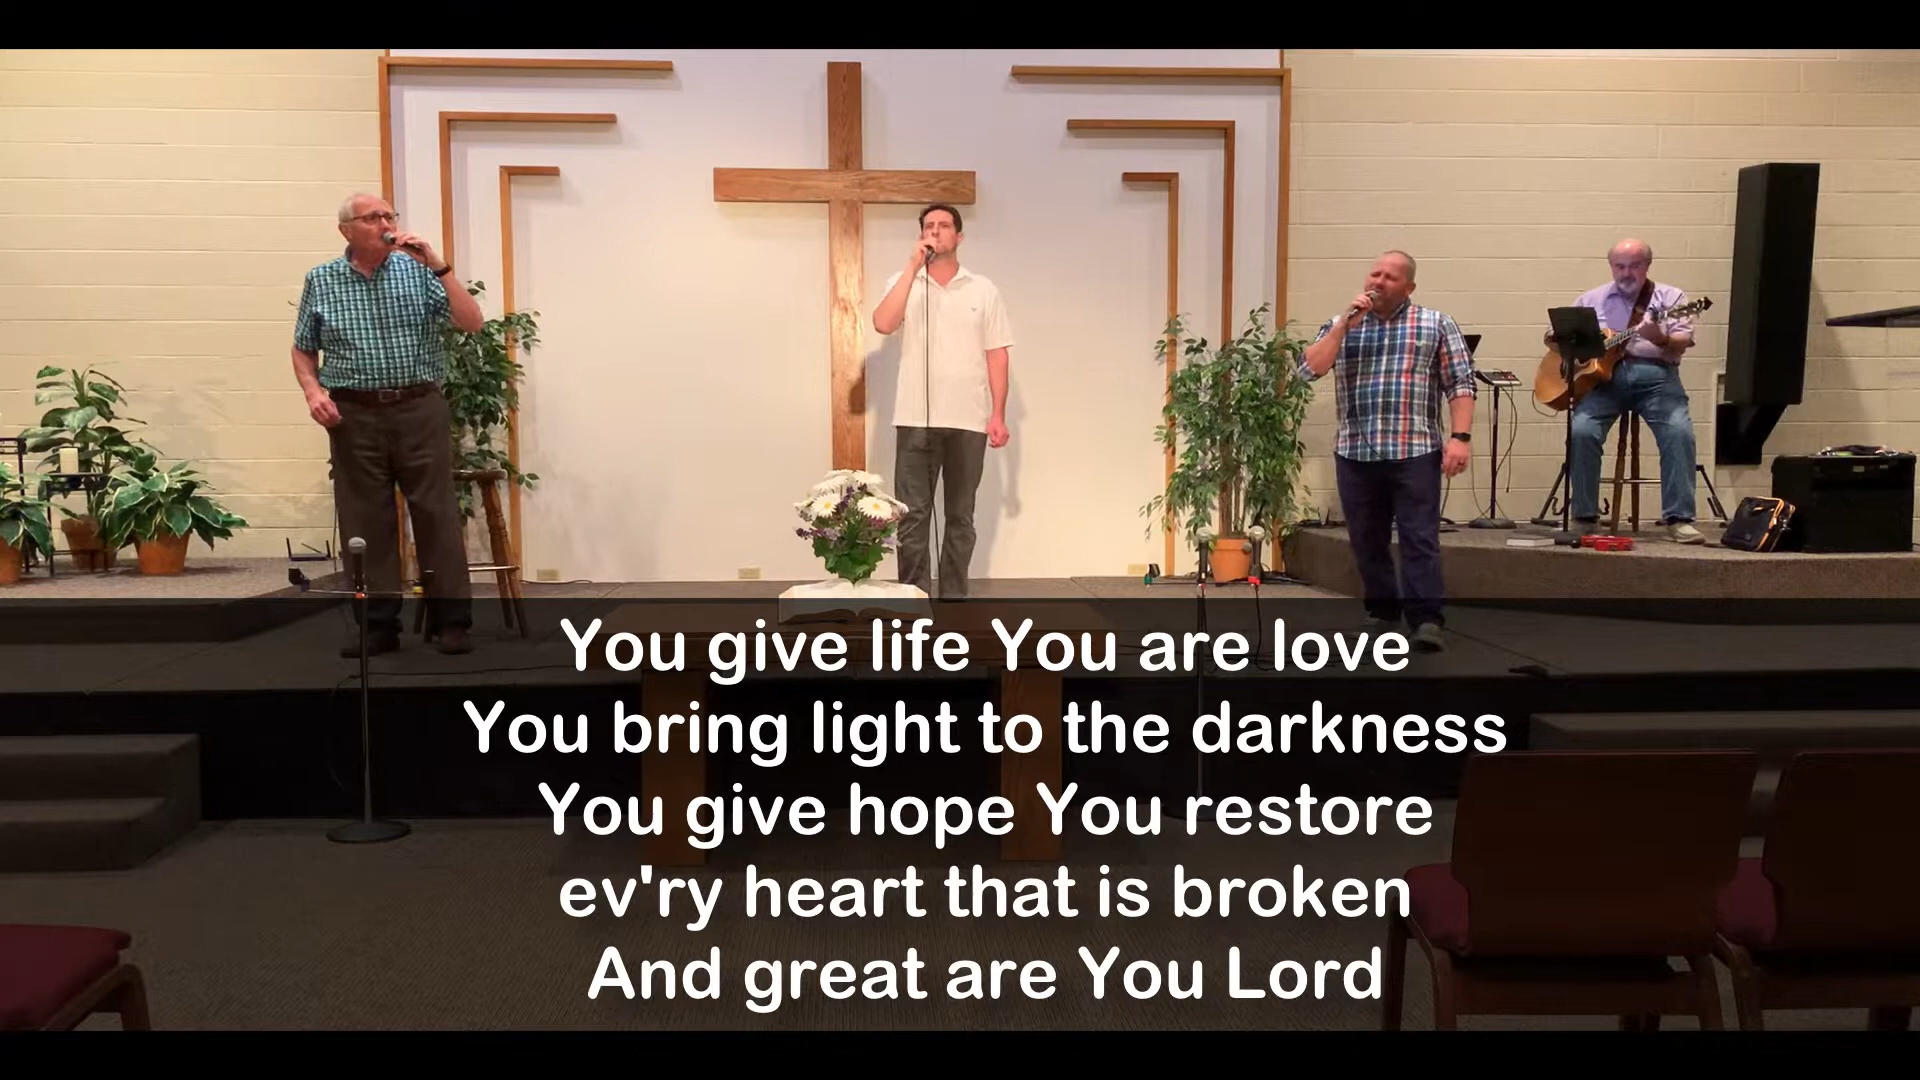 You give life You are love
You bring light to the darkness
You give hope You restore
ev'ry heart that is broken
And great are You Lord